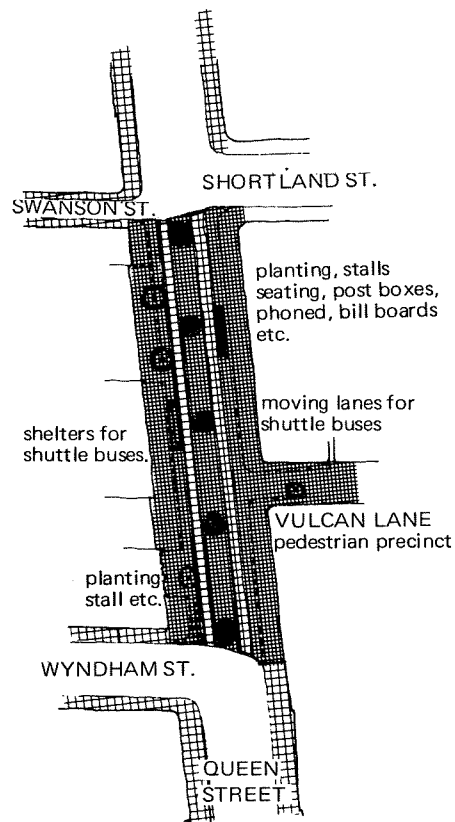 SHORTLAND ST.
SWANSON ST.
planting, stalls
seating, post boxes,
phoned, bill boards
etc.
moving lanes for
shuttle buses
shelters for
shuttle buses.
VULCAN LANE
pedestrian precinct
planting
stall etc.
WYNDHAM ST.
QUEEN
STREET